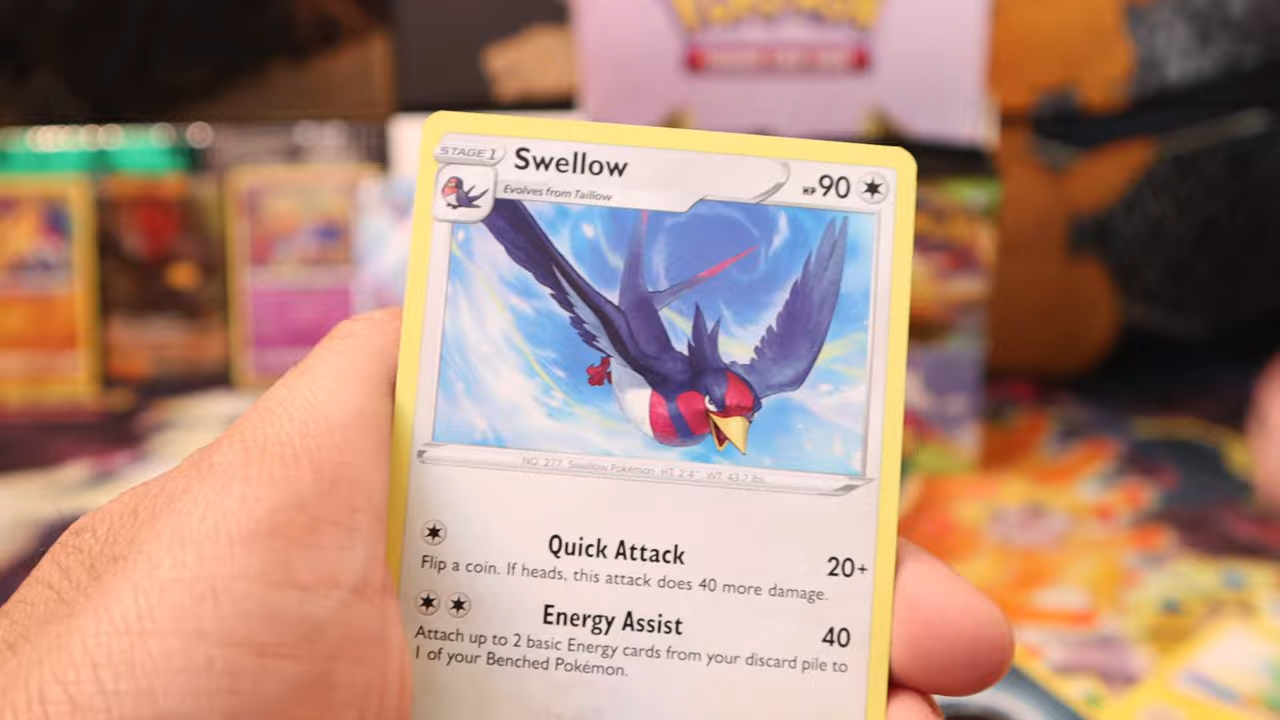 Pokémon
STAGE 1
Swellow
HP 90
Evolves from Taillow
NO. 277 Swallow Pokémon HT: 2'4" WT: 43.7 lbs.
Quick Attack
20+
Flip a coin. If heads, this attack does 40 more damage.
Energy Assist
40
Attach up to 2 basic Energy cards from your discard pile to
1 of your Benched Pokémon.